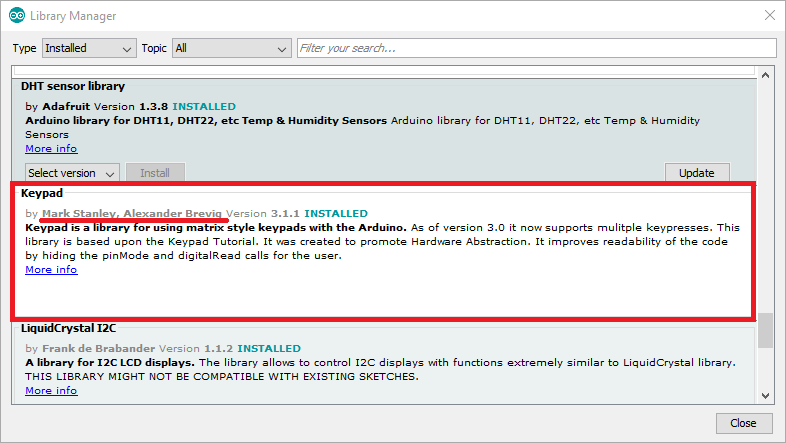 Library Manager
Type Installed Topic All Filter your search...
DHT sensor library
by Adafruit Version 1.3.8 INSTALLED
Arduino library for DHT11, DHT22, etc Temp & Humidity Sensors Arduino library for DHT11, DHT22, etc Temp & Humidity
Sensors
More info
Select version Install Update
Keypad
by Mark Stanley, Alexander Brevig Version 3.1.1 INSTALLED
Keypad is a library for using matrix style keypads with the Arduino. As of version 3.0 it now supports mulitple keypresses. This
library is based upon the Keypad Tutorial. It was created to promote Hardware Abstraction. It improves readability of the code
by hiding the pinMode and digitalRead calls for the user.
More info
LiquidCrystal I2C
by Frank de Brabander Version 1.1.2 INSTALLED
A library for I2C LCD displays. The library allows to control I2C displays with functions extremely similar to LiquidCrystal library.
THIS LIBRARY MIGHT NOT BE COMPATIBLE WITH EXISTING SKETCHES.
More info
Close